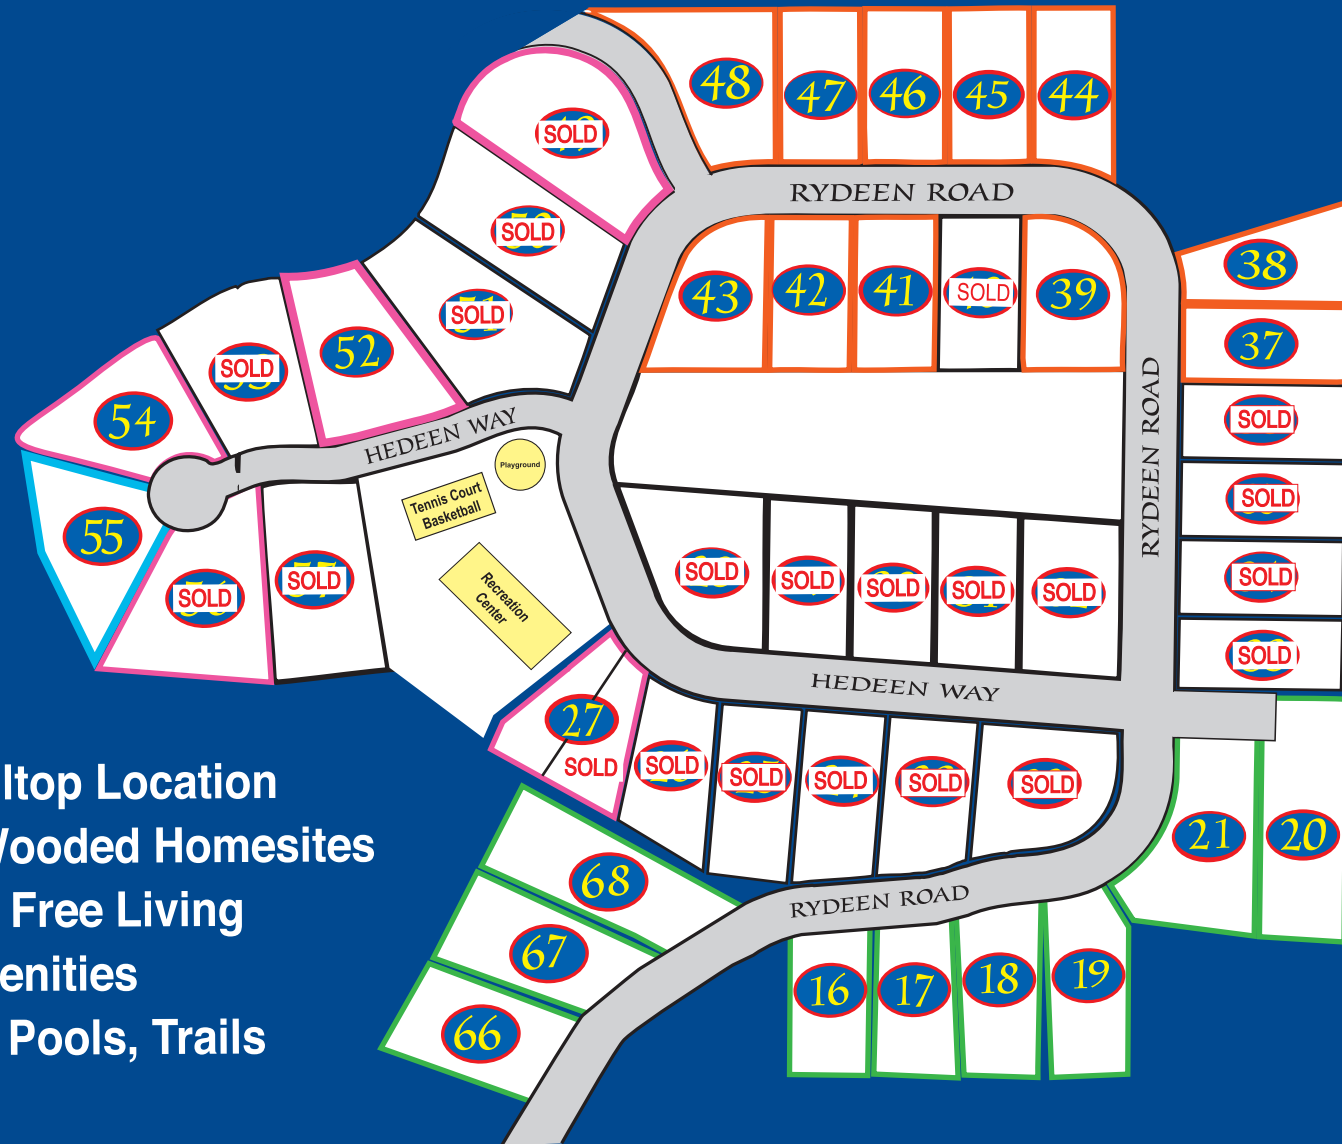 48
47
46
45
44
SOLD
RYDEEN ROAD
SOLD
38
43
42
41
SOLD
39
SOLD
52
37
SOLD
54
HEDEEN WAY
RYDEEN ROAD
SOLD
Playground
Tennis Court
Basketball
SOLD
55
SOLD
SOLD
Recreation
Center
SOLD
SOLD
SOLD
SOLD
SOLD
SOLD
SOLD
HEDEEN WAY
27
SOLD
SOLD
SOLD
SOLD
SOLD
SOLD
ltop Location
Wooded Homesites
Free Living
enities
Pools, Trails
21
20
68
RYDEEN ROAD
67
66
16
17
18
19